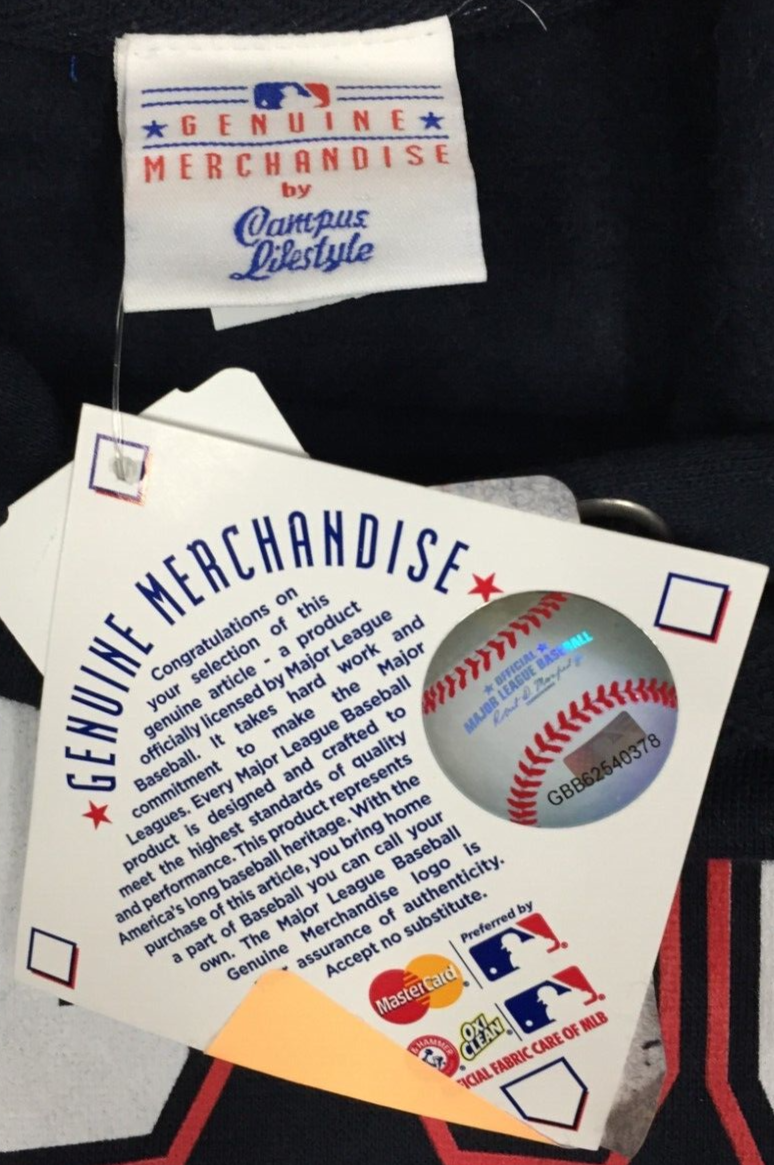 GENUINE
MERCHANDISE
by
Campus
Lifestyle
GENUINE MERCHANDISE
Congratulations on
your selection of this
genuine article - a product
officially licensed by Major League
Baseball. It takes hard work and
commitment to make the Major
Leagues. Every Major League Baseball
product is designed and crafted to
meet the highest standards of quality
and performance. This product represents
America's long baseball heritage. With the
purchase of this article, you bring home
a part of Baseball you can call your
own. The Major League Baseball
Genuine Merchandise logo is
assurance of authenticity.
Accept no substitute.
OFFICIAL
MAJOR LEAGUE BASEBALL
GBB62540378
Preferred by
MasterCard
& HAMMER
OXI
CLEAN
ICIAL FABRIC CARE OF MLB